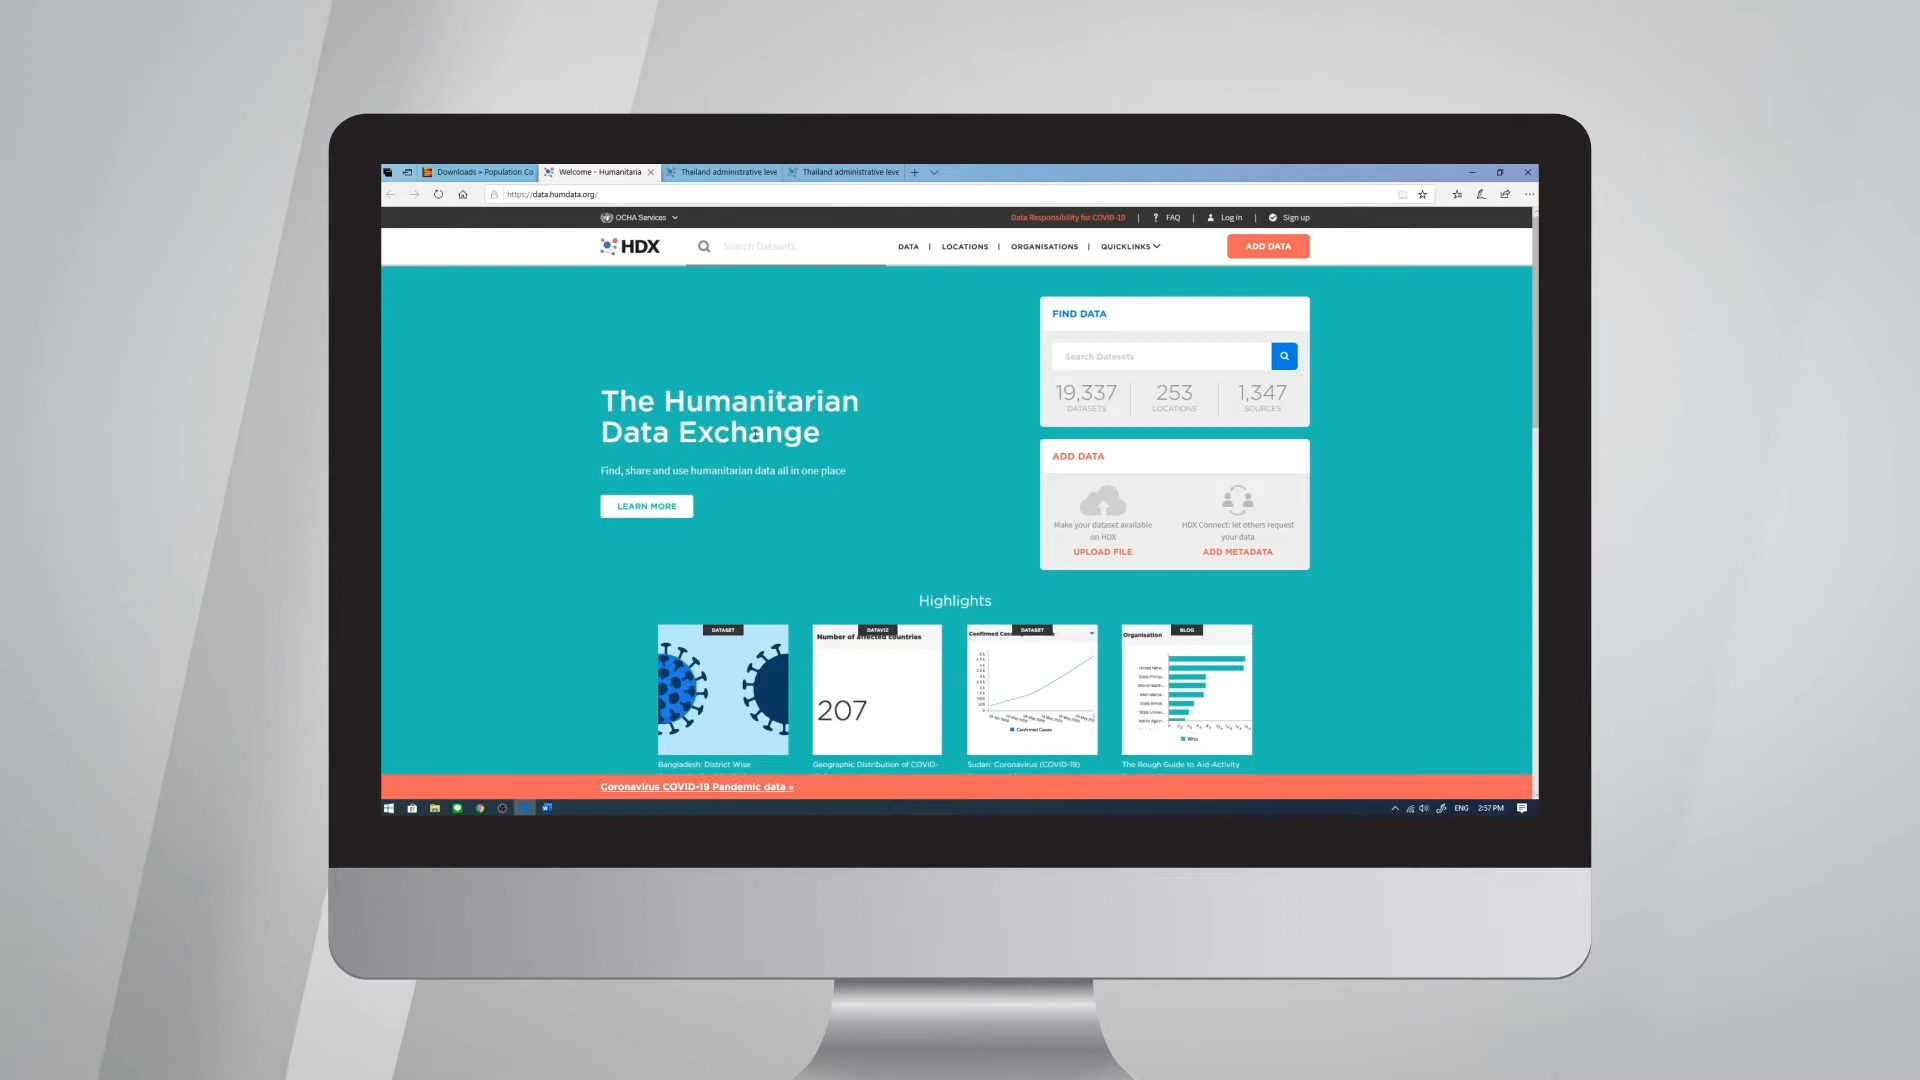 Downloads » Population Co
Welcome - Humanitaria
Thailand administrative leve
Thailand administrative leve
https://data.humdata.org/
OCHA Services
Data Responsibility for COVID-19 | ? FAQ | Log in | Sign up
HDX
Search Datasets
DATA | LOCATIONS | ORGANISATIONS | QUICKLINKS
ADD DATA
The Humanitarian
Data Exchange
Find, share and use humanitarian data all in one place
LEARN MORE
FIND DATA
Search Datasets
19,337 253 1,347
DATASETS LOCATIONS SOURCES
ADD DATA
Make your dataset available
on HDX
UPLOAD FILE
HDX Connect: let others request
your data
ADD METADATA
Highlights
DATASET
DATAVIZ
Number of affected countries
207
DATASET
Confirmed Cases
BLOG
Organisation
Who
Bangladesh: District Wise
Geographic Distribution of COVID-
Sudan: Coronavirus (COVID-19)
The Rough Guide to Aid-Activity
Coronavirus COVID-19 Pandemic data »
ENG 2:57 PM